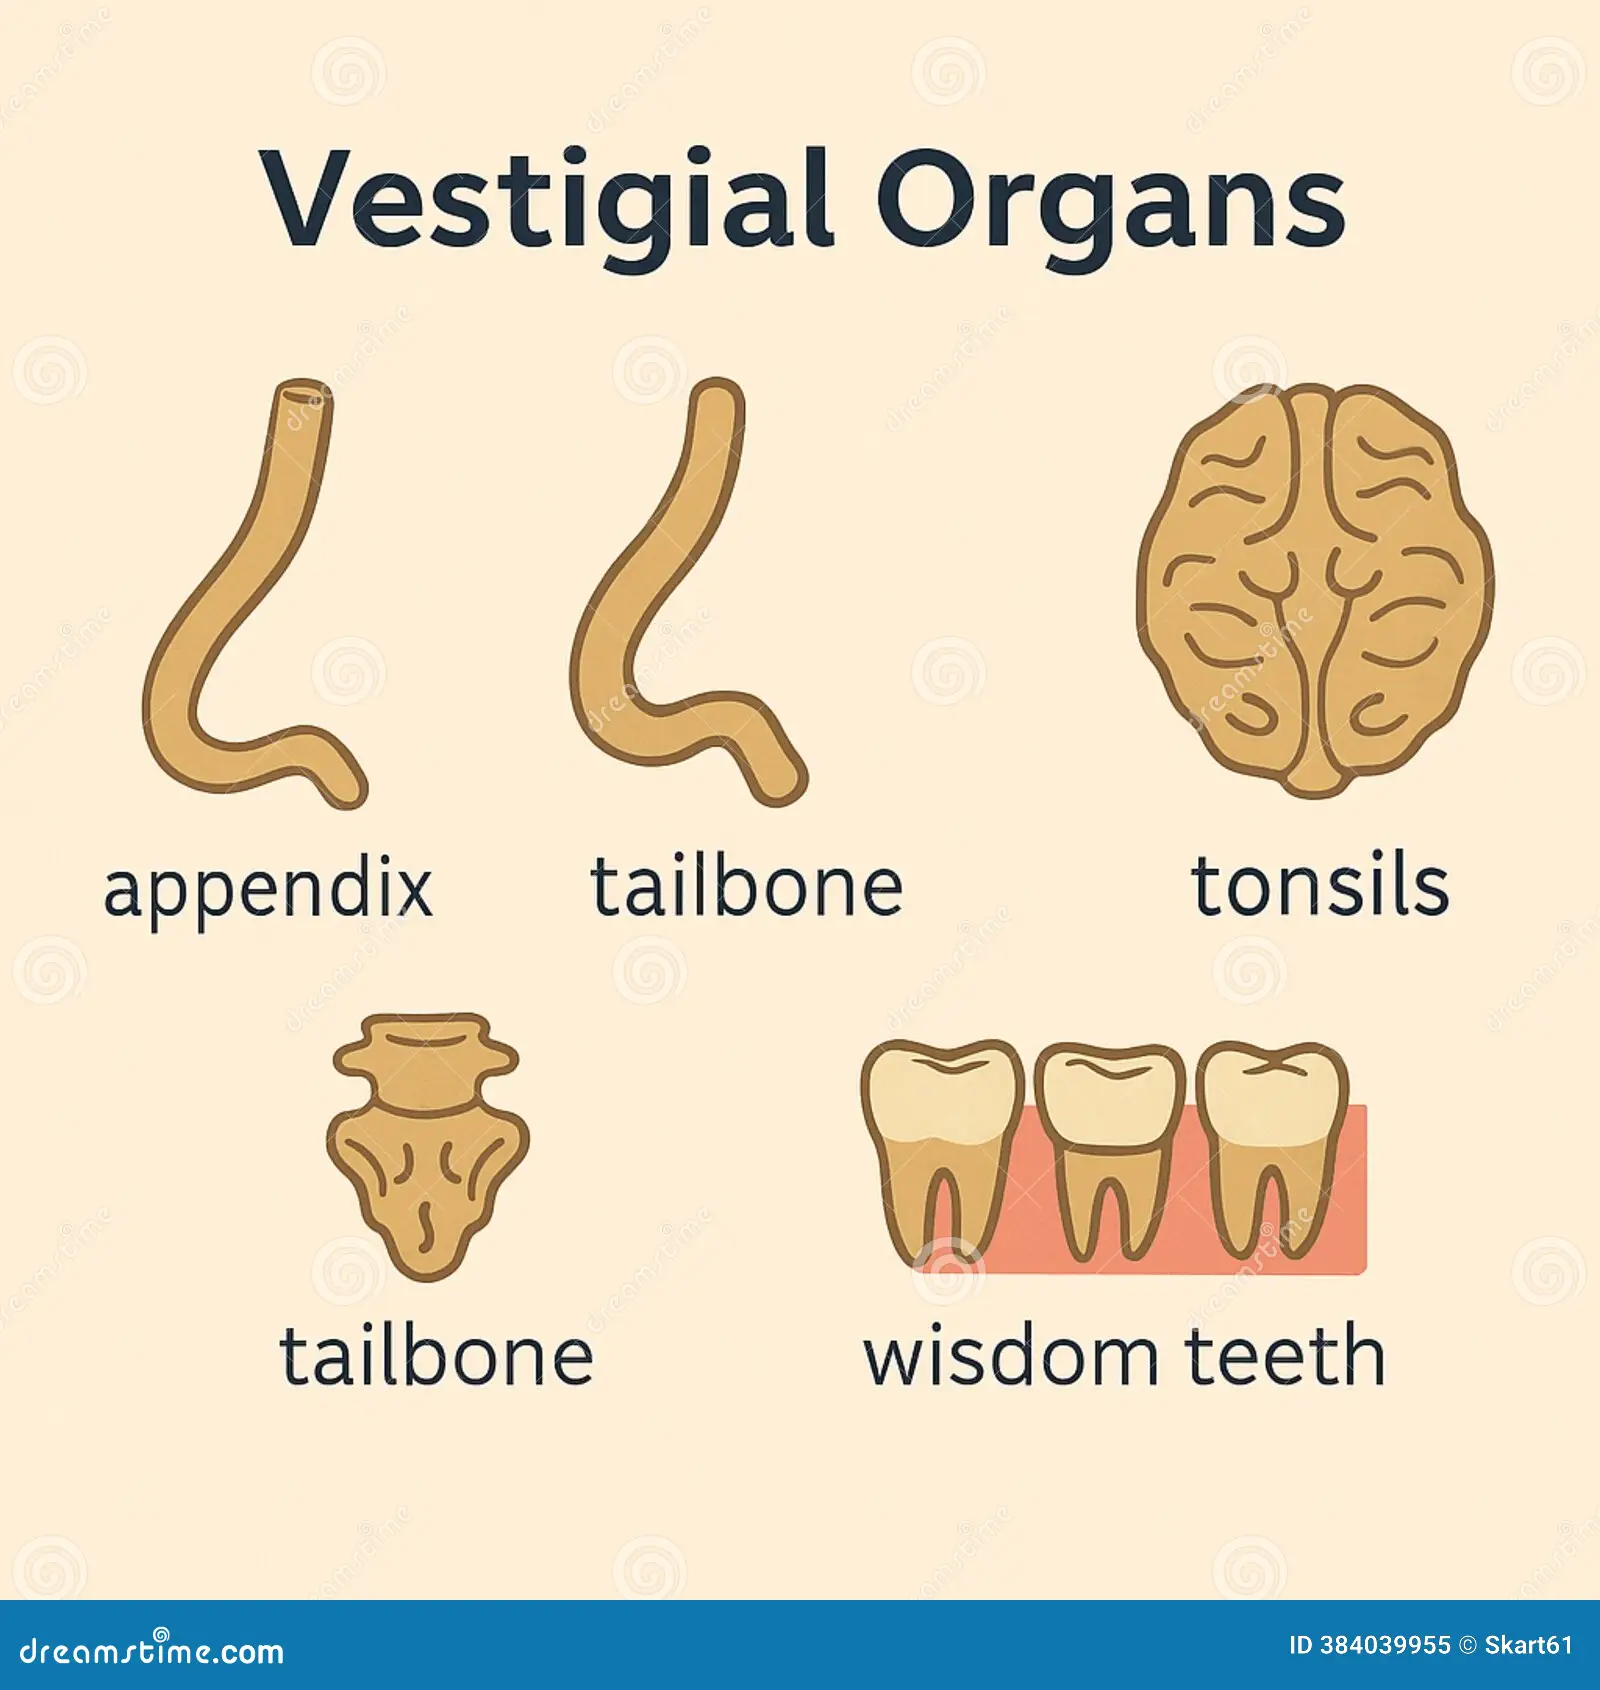 Vestigial Organs
appendix
tailbone
tonsils
tailbone
wisdom teeth
dreamstime.com
ID 384039955 © Skart61